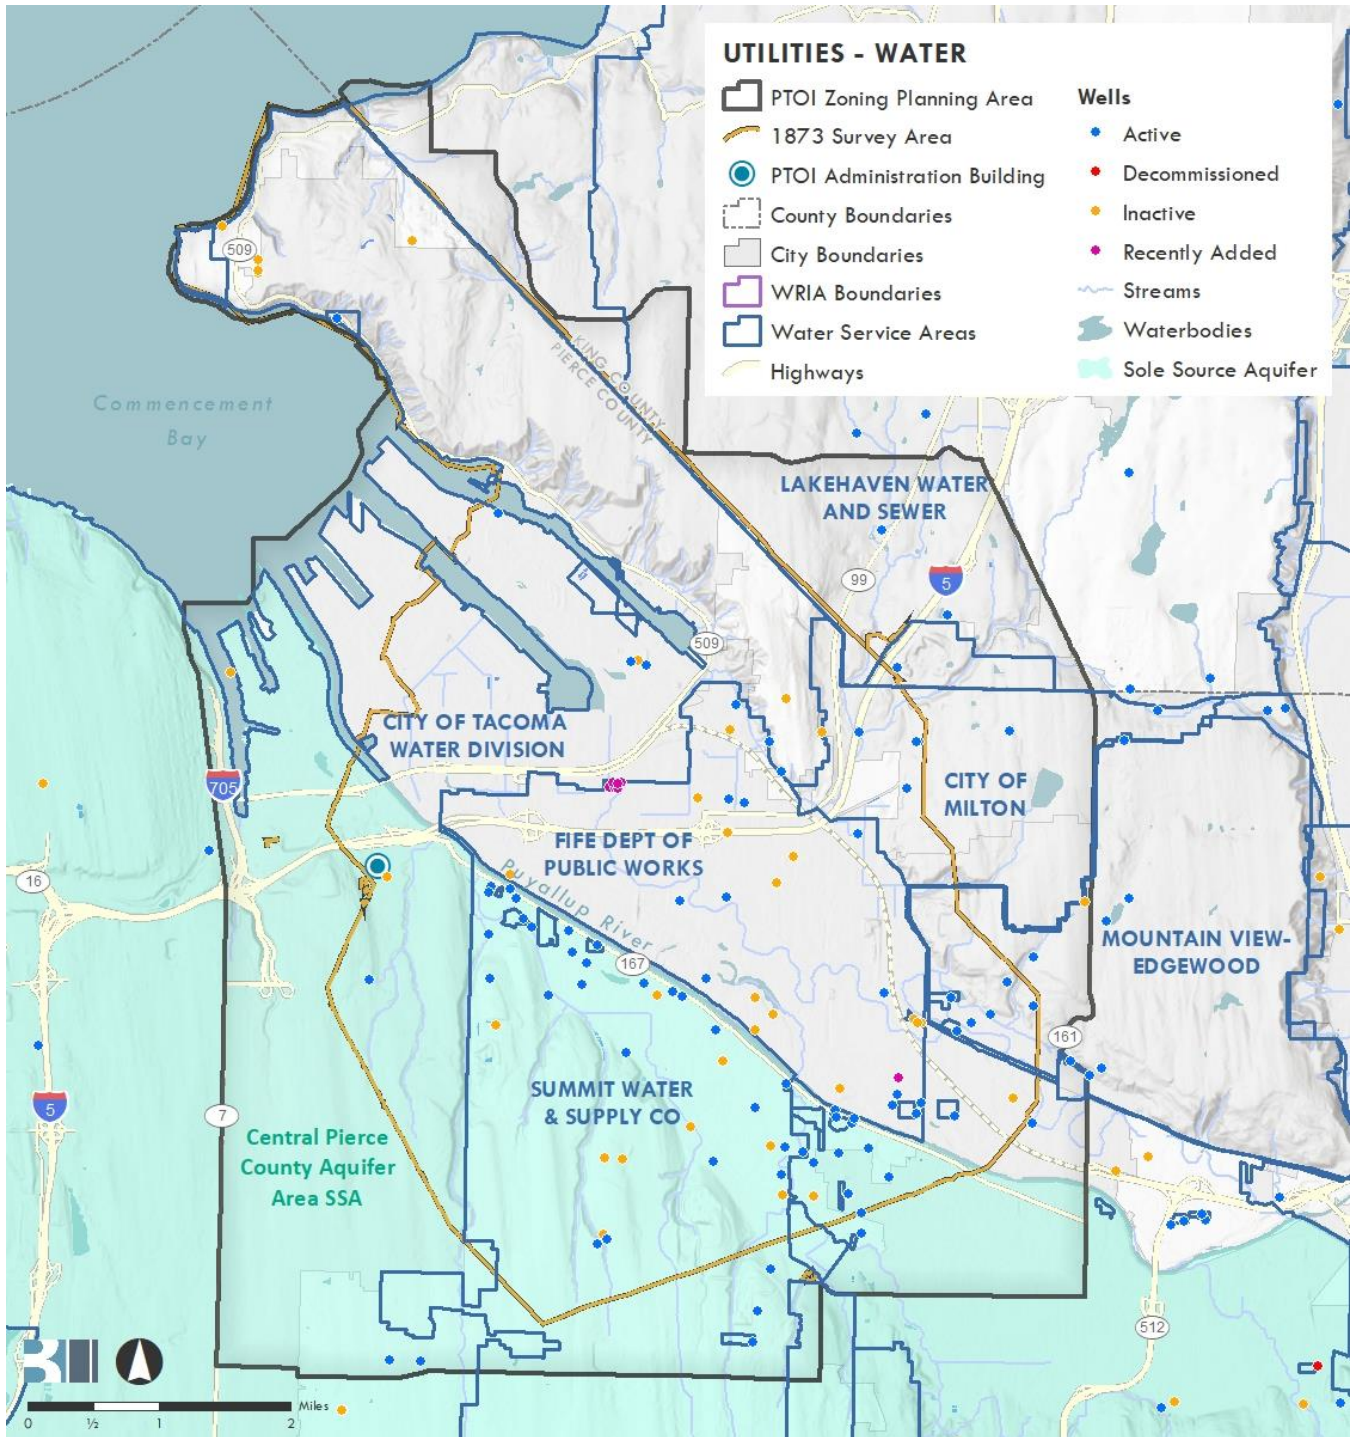 UTILITIES - WATER
PTOI Zoning Planning Area
1873 Survey Area
PTOI Administration Building
County Boundaries
City Boundaries
WRIA Boundaries
Water Service Areas
Highways
Wells
Active
Decommissioned
Inactive
Recently Added
Streams
Waterbodies
Sole Source Aquifer
509
Commencement
Bay
KING COUNTY
PIERCE COUNTY
LAKEHAVEN WATER
AND SEWER
99
5
509
CITY OF TACOMA
WATER DIVISION
705
CITY OF
MILTON
FIFE DEPT OF
PUBLIC WORKS
16
Puyallup River
167
MOUNTAIN VIEW-
EDGEWOOD
161
SUMMIT WATER
& SUPPLY CO
5
7
Central Pierce
County Aquifer
Area SSA
512
Miles
0 ½ 1 2